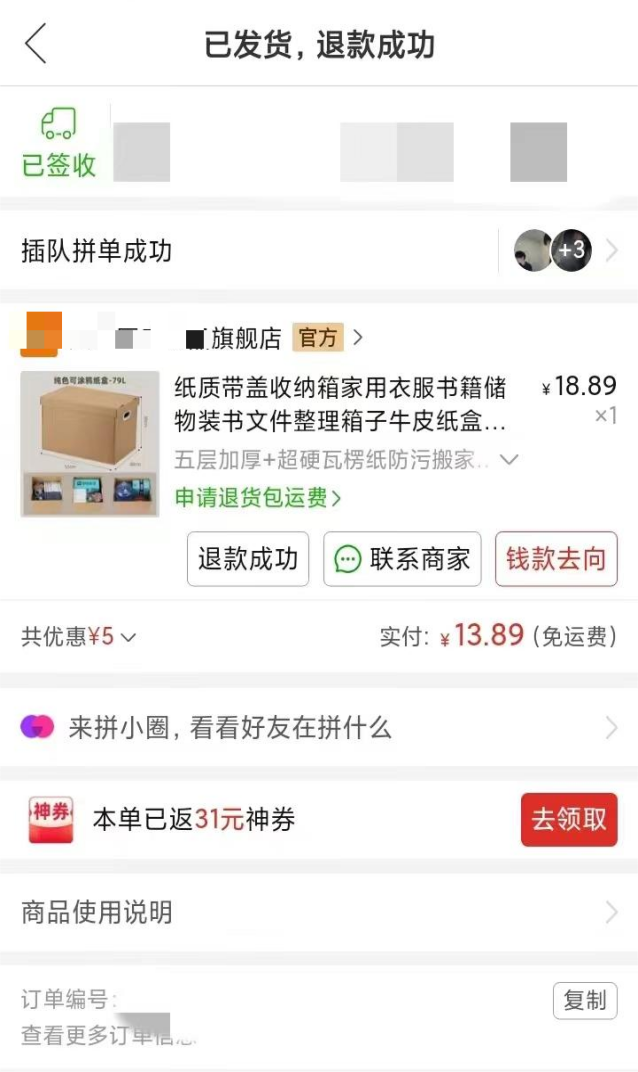 已发货，退款成功
已签收
插队拼单成功
+3
旗舰店 官方
纯色可涂鸦纸盒-79L
纸质带盖收纳箱家用衣服书籍储 ¥18.89
物装书文件整理箱子牛皮纸盒... ×1
五层加厚+超硬瓦楞纸防污搬家...
申请退货包运费
退款成功 联系商家 钱款去向
共优惠¥5 实付：¥13.89（免运费）
来拼小圈，看看好友在拼什么
神券 本单已返31元神券 去领取
商品使用说明
订单编号： 复制
查看更多订单信息